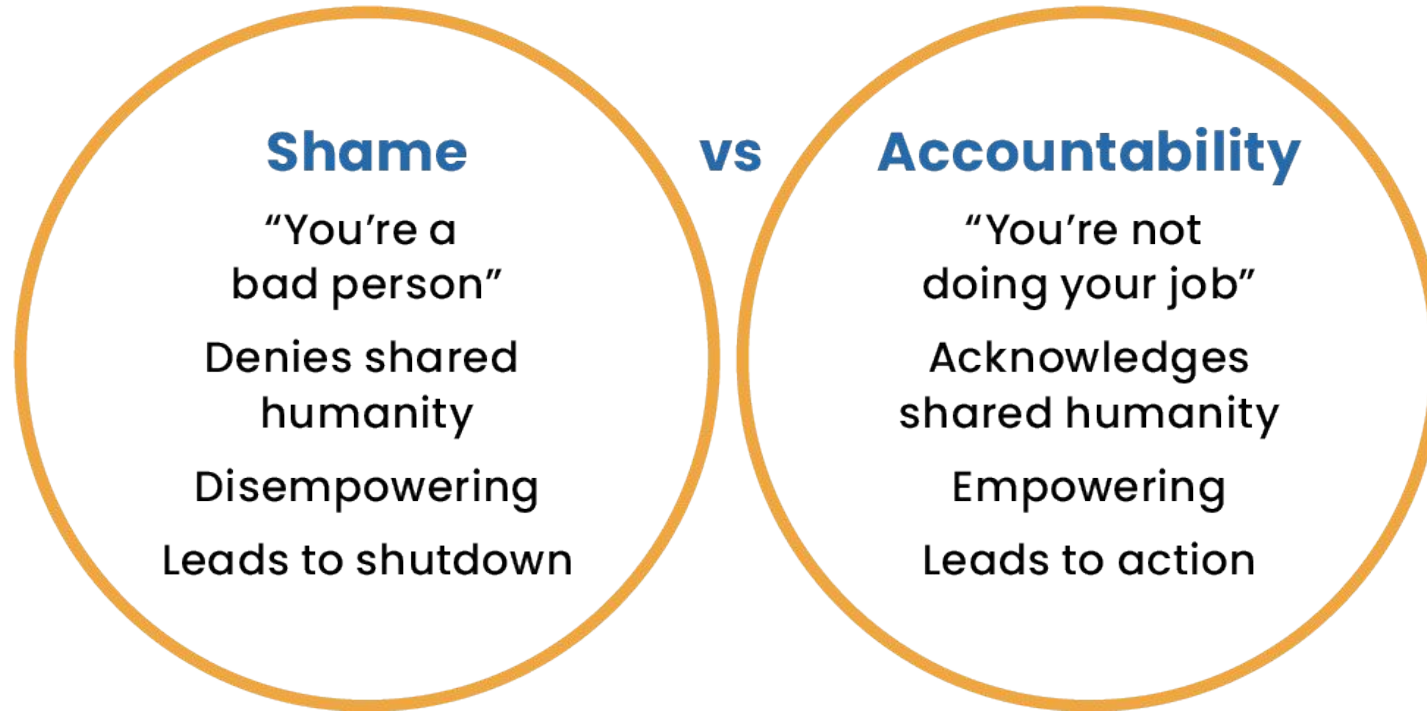 Shame
“You’re a
bad person”
Denies shared
humanity
Disempowering
Leads to shutdown
vs
Accountability
“You’re not
doing your job”
Acknowledges
shared humanity
Empowering
Leads to action